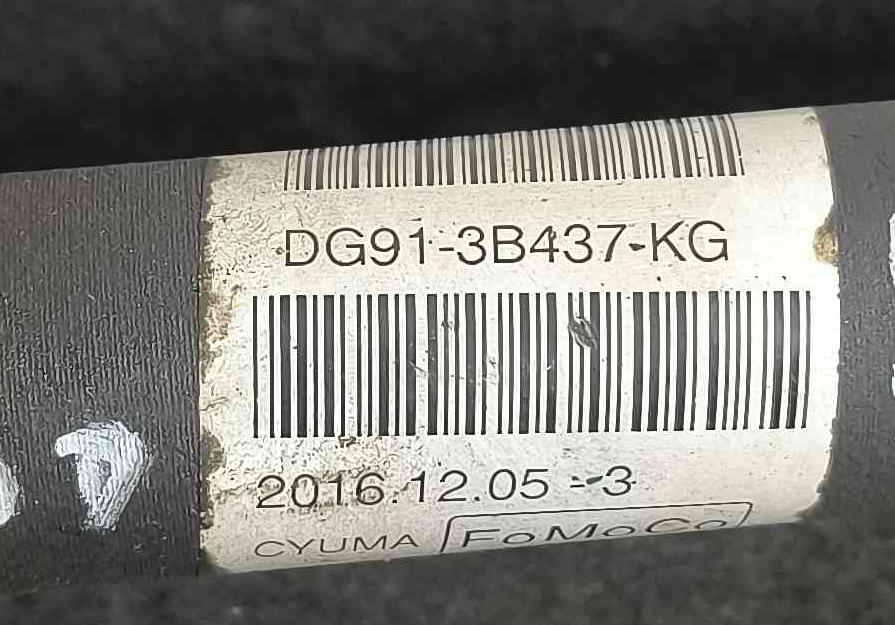 DG91-3B437-KG
2016.12.05 -3
CYUMA FoMoCo